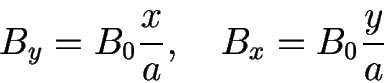 $B_y = B_0 \frac{x}{a}, \quad B_x = B_0 \frac{y}{a}$